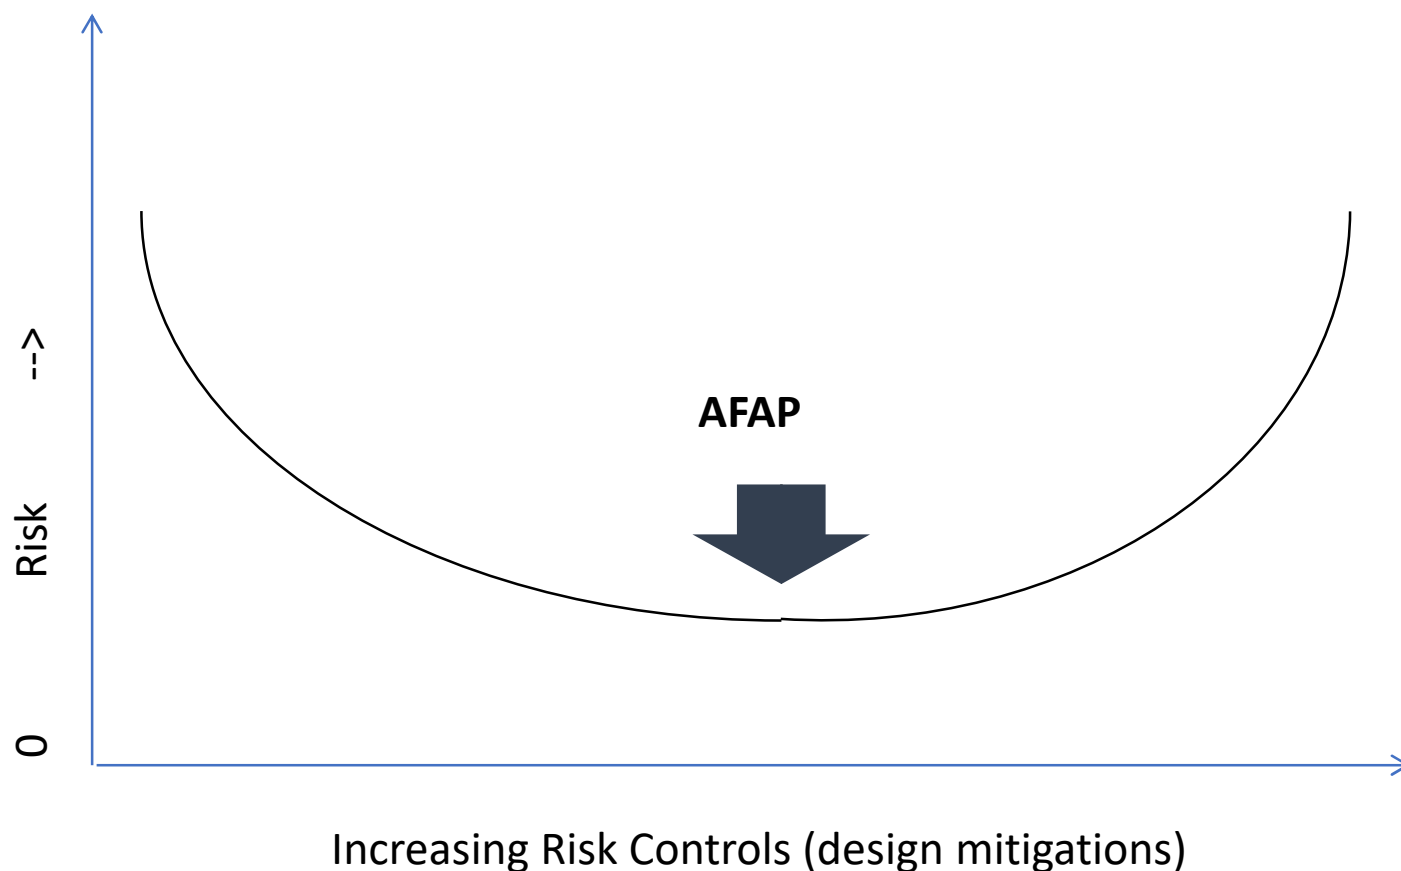 AFAP
0 Risk -->
Increasing Risk Controls (design mitigations)